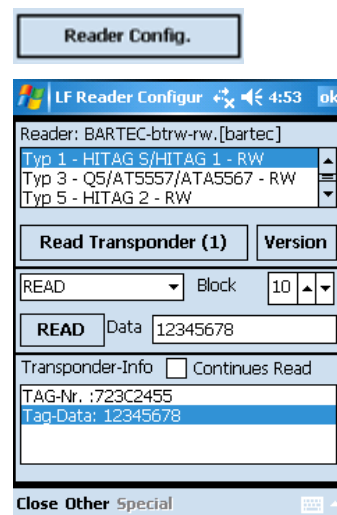 Reader Config.
LF Reader Configur 4:53 ok
Reader: BARTEC-btrw-rw.[bartec]
Typ 1 - HITAG S/HITAG 1 - RW
Typ 3 - Q5/AT5557/ATA5567 - RW
Typ 5 - HITAG 2 - RW
Read Transponder (1) Version
READ Block 10
READ Data 12345678
Transponder-Info Continues Read
TAG-Nr. :723C2455
Tag-Data: 12345678
Close Other Special